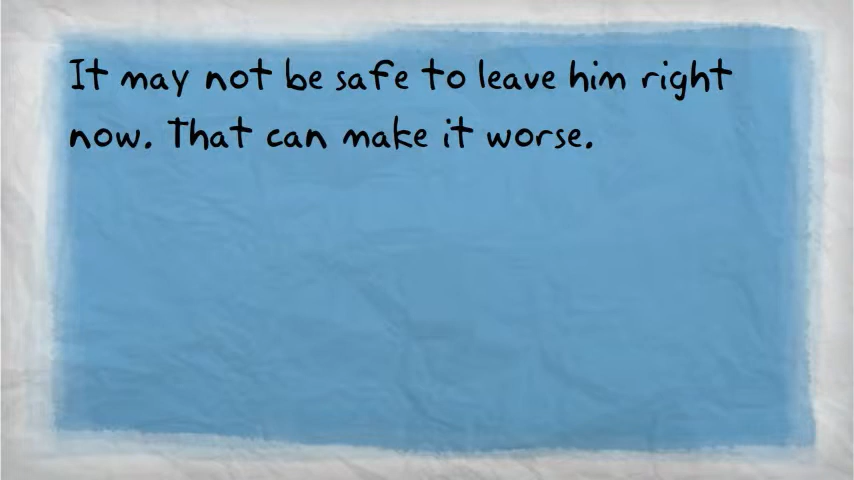 It may not be safe to leave him right
now. That can make it worse.